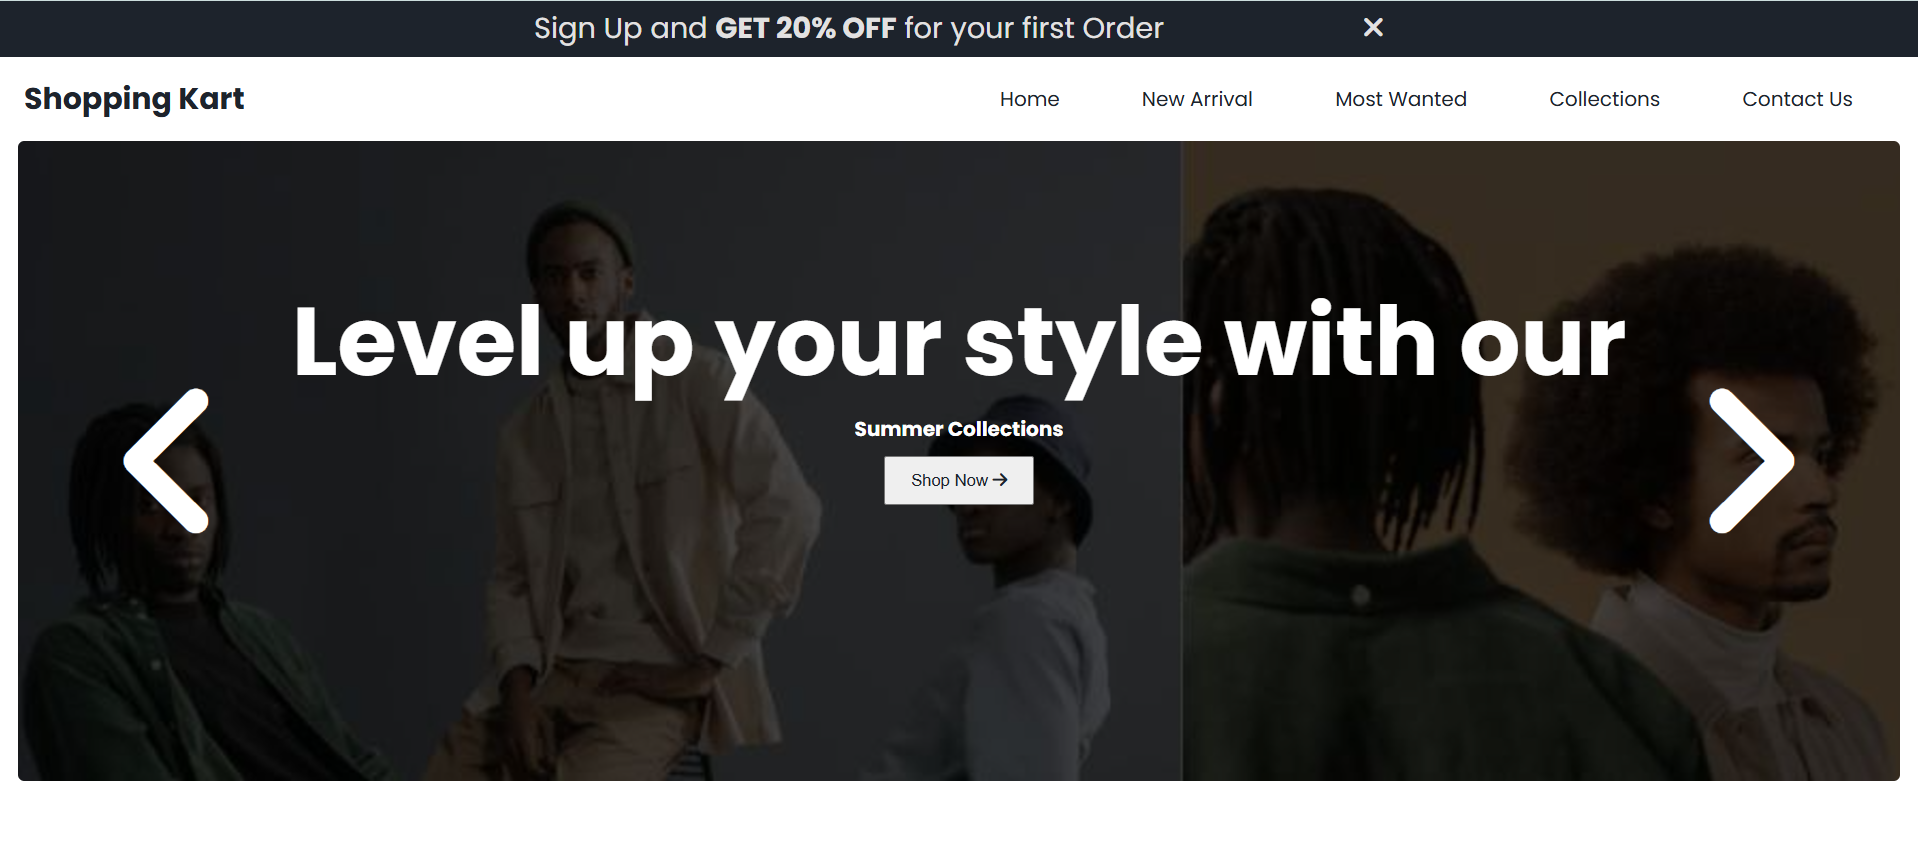 Sign Up and GET 20% OFF for your first Order
Shopping Kart
Home
New Arrival
Most Wanted
Collections
Contact Us
Level up your style with our
Summer Collections
Shop Now